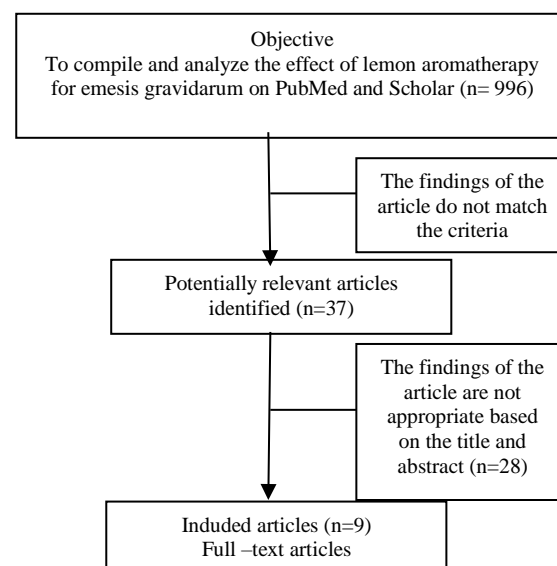 Objective
To compile and analyze the effect of lemon aromatherapy
for emesis gravidarum on PubMed and Scholar (n= 996)
The findings of the
article do not match
the criteria
Potentially relevant articles
identified (n=37)
The findings of the
article are not
appropriate based
on the title and
abstract (n=28)
Induded articles (n=9)
Full –text articles